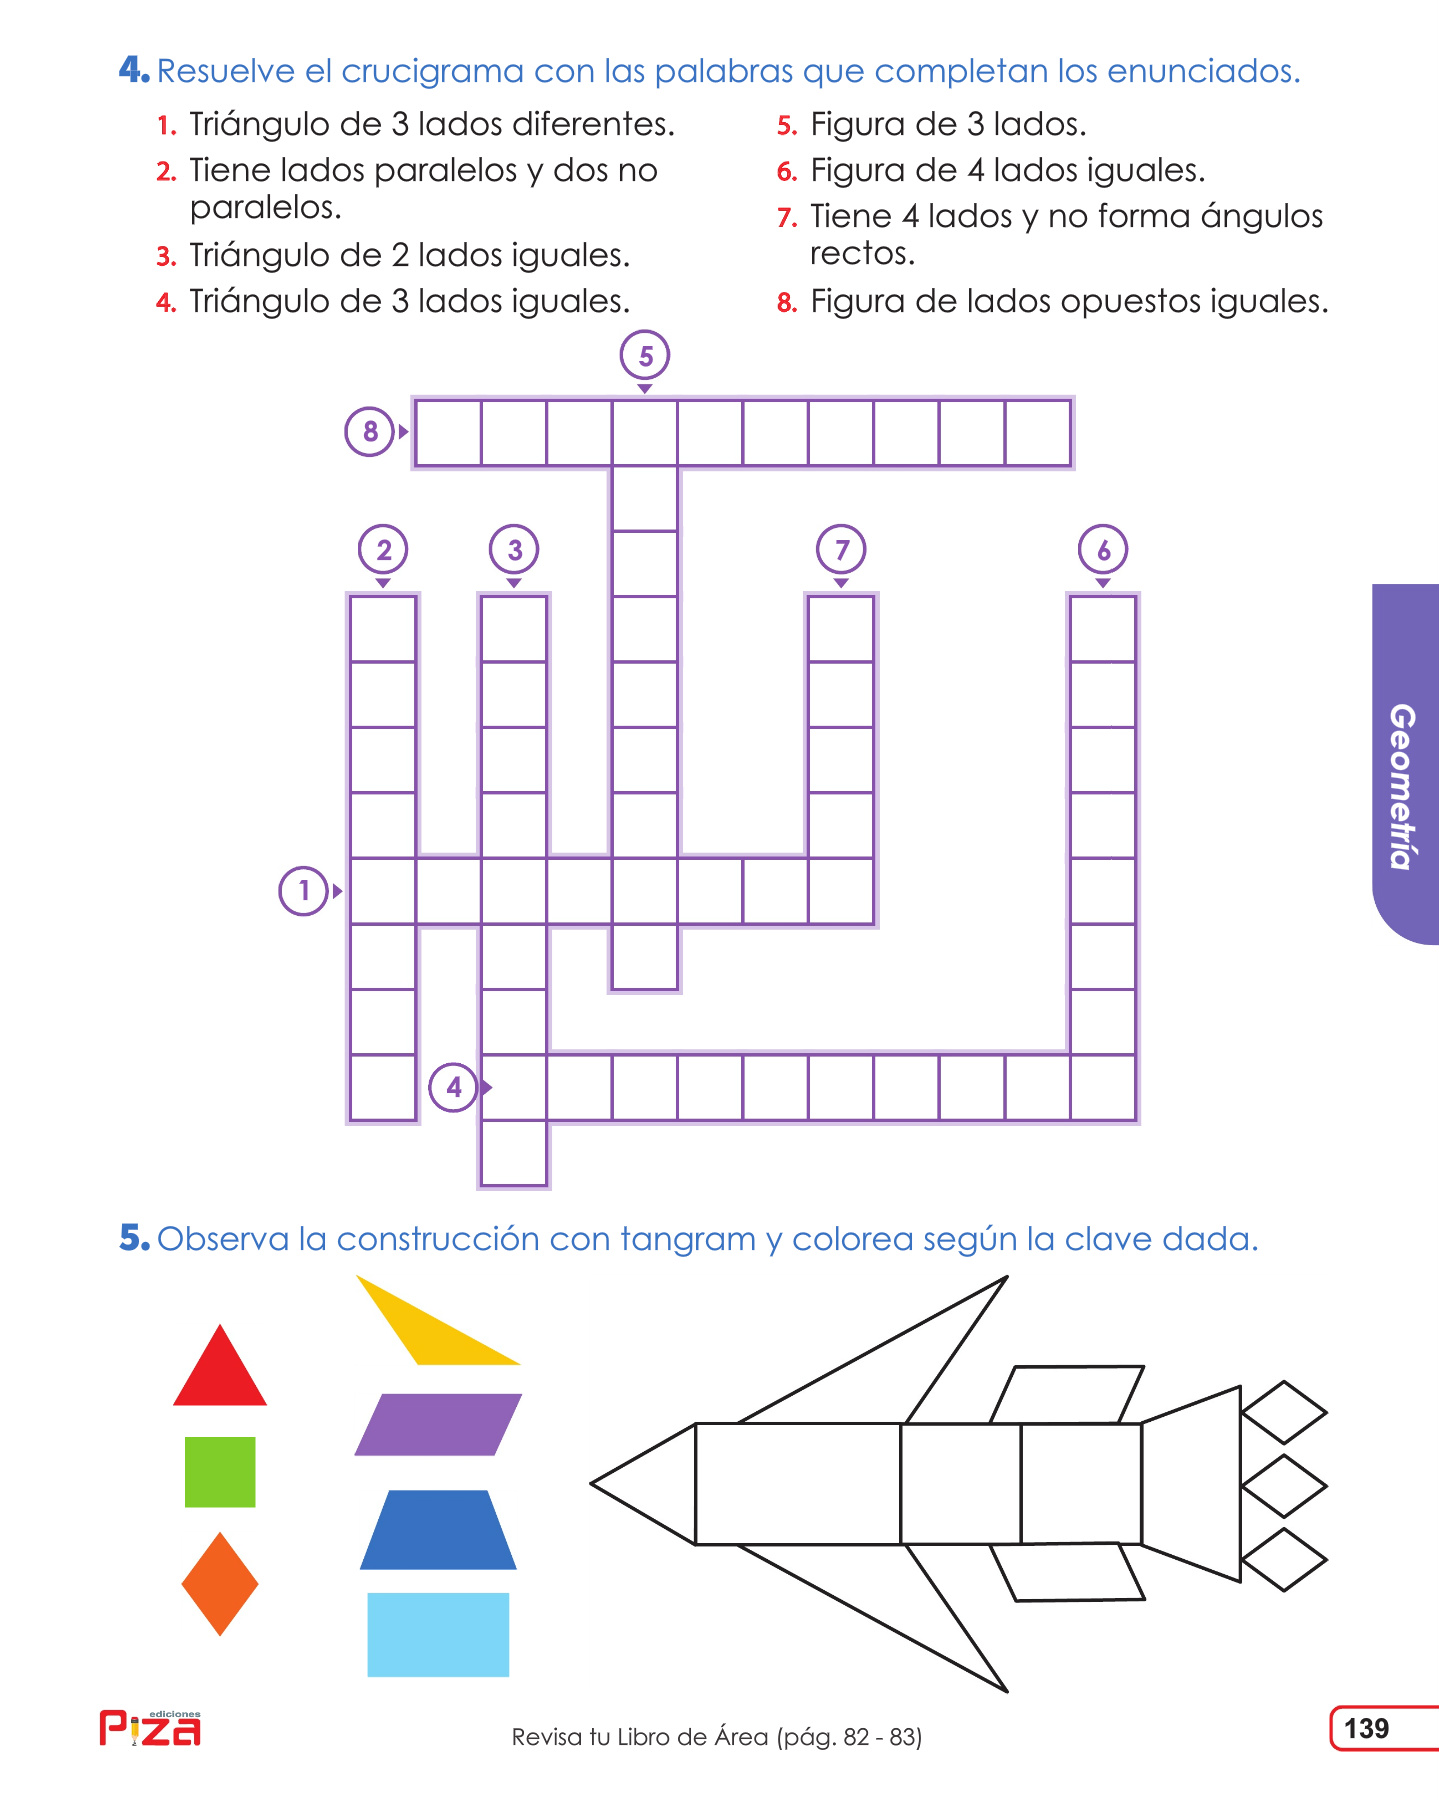 4. Resuelve el crucigrama con las palabras que completan los enunciados.
1. Triángulo de 3 lados diferentes.
2. Tiene lados paralelos y dos no
paralelos.
3. Triángulo de 2 lados iguales.
4. Triángulo de 3 lados iguales.
5. Figura de 3 lados.
6. Figura de 4 lados iguales.
7. Tiene 4 lados y no forma ángulos
rectos.
8. Figura de lados opuestos iguales.
5
8
2
3
7
6
1
4
Geometría
5. Observa la construcción con tangram y colorea según la clave dada.
ediciones
Piza
Revisa tu Libro de Área (pág. 82 - 83)
139